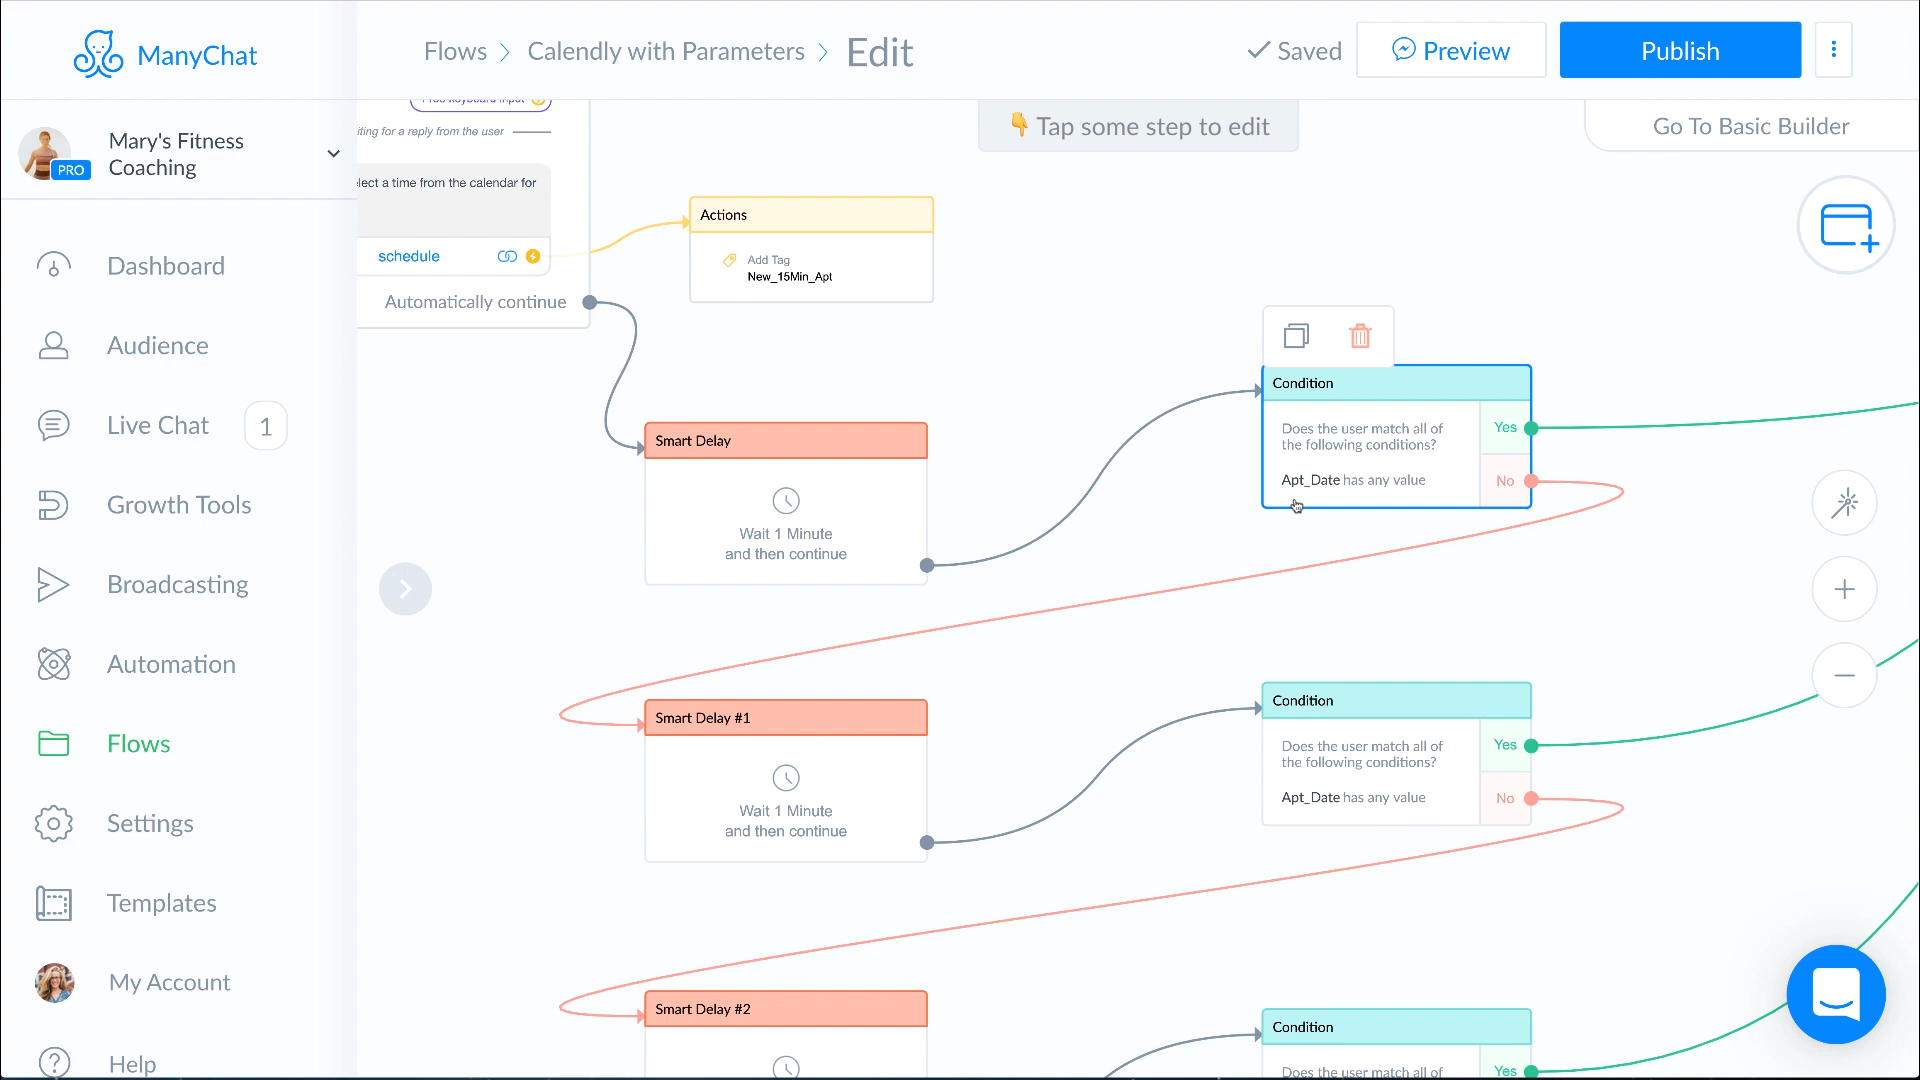 ManyChat
Flows
Calendly with Parameters
Edit
Saved
Preview
Publish
Mary's Fitness
Coaching
PRO
Free keyboard input
iting for a reply from the user
👇 Tap some step to edit
Go To Basic Builder
elect a time from the calendar for
schedule
Automatically continue
Actions
Add Tag
New_15Min_Apt
Dashboard
Audience
Live Chat
1
Growth Tools
Broadcasting
Automation
Flows
Settings
Templates
My Account
Help
Smart Delay
Wait 1 Minute
and then continue
Condition
Does the user match all of
the following conditions?
Apt_Date has any value
Yes
No
Smart Delay #1
Wait 1 Minute
and then continue
Condition
Does the user match all of
the following conditions?
Apt_Date has any value
Yes
No
Smart Delay #2
Condition
Does the user match all of
Yes